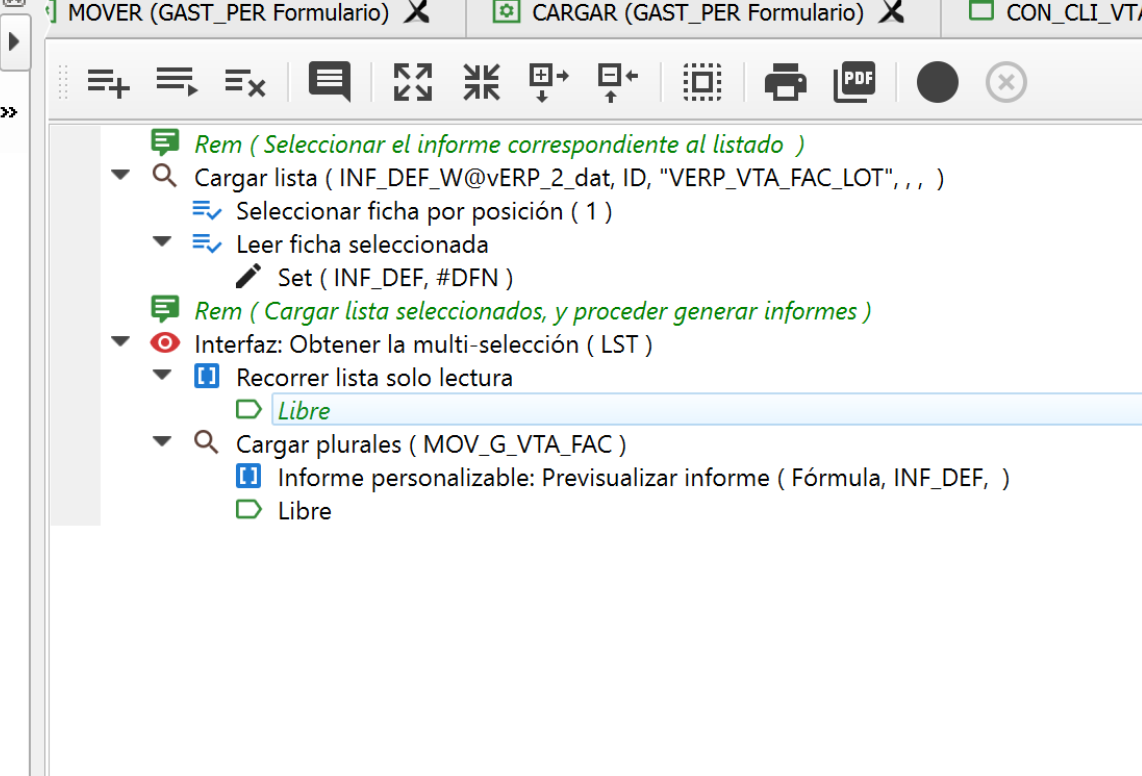 MOVER (GAST_PER Formulario)
CARGAR (GAST_PER Formulario)
CON_CLI_VTA
»
PDF
Rem ( Seleccionar el informe correspondiente al listado  )
Cargar lista ( INF_DEF_W@vERP_2_dat, ID, "VERP_VTA_FAC_LOT", , ,  )
Seleccionar ficha por posición ( 1 )
Leer ficha seleccionada
Set ( INF_DEF, #DFN )
Rem ( Cargar lista seleccionados, y proceder generar informes )
Interfaz: Obtener la multi-selección ( LST )
Recorrer lista solo lectura
Libre
Cargar plurales ( MOV_G_VTA_FAC )
Informe personalizable: Previsualizar informe ( Fórmula, INF_DEF,  )
Libre